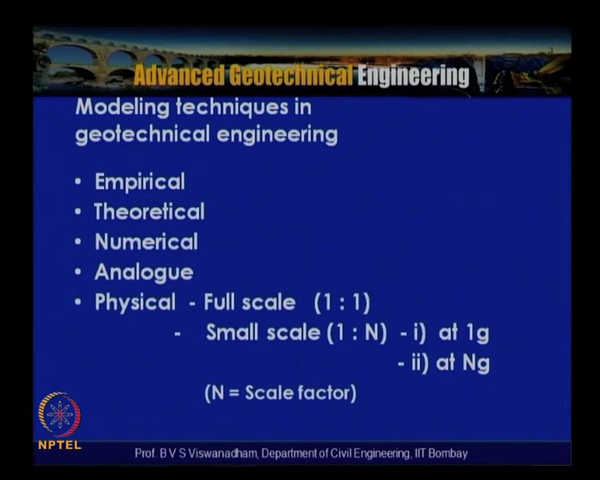 Advanced Geotechnical Engineering
Modeling techniques in
geotechnical engineering
• Empirical
• Theoretical
• Numerical
• Analogue
• Physical - Full scale (1 : 1)
- Small scale (1 : N) - i) at 1g
- ii) at Ng
(N = Scale factor)
NPTEL
Prof. B V S Viswanadham, Department of Civil Engineering, IIT Bombay